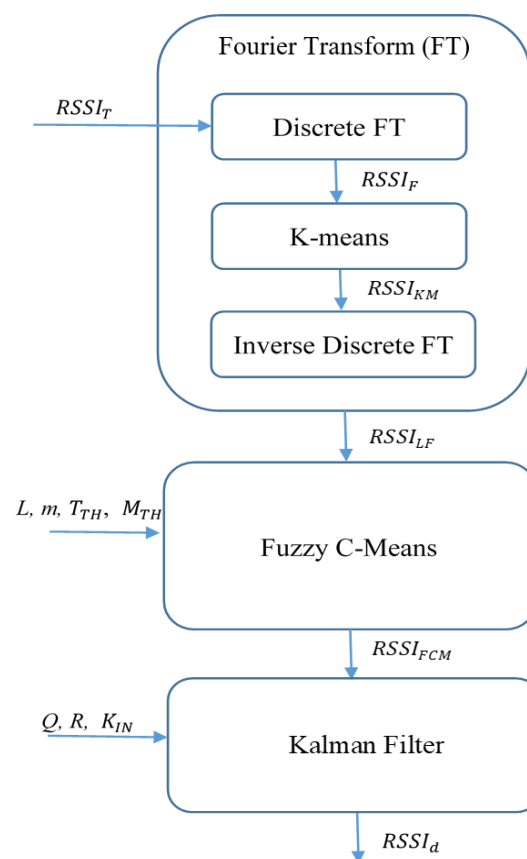 Fourier Transform (FT)
RSSI_T
Discrete FT
RSSI_F
K-means
RSSI_KM
Inverse Discrete FT
RSSI_LF
L, m, T_TH, M_TH
Fuzzy C-Means
RSSI_FCM
Q, R, K_IN
Kalman Filter
RSSI_d